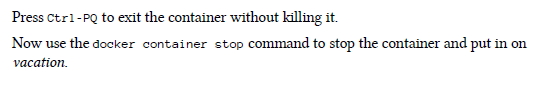 Press Ctrl-PQ to exit the container without killing it.
Now use the docker container stop command to stop the container and put in on
vacation.